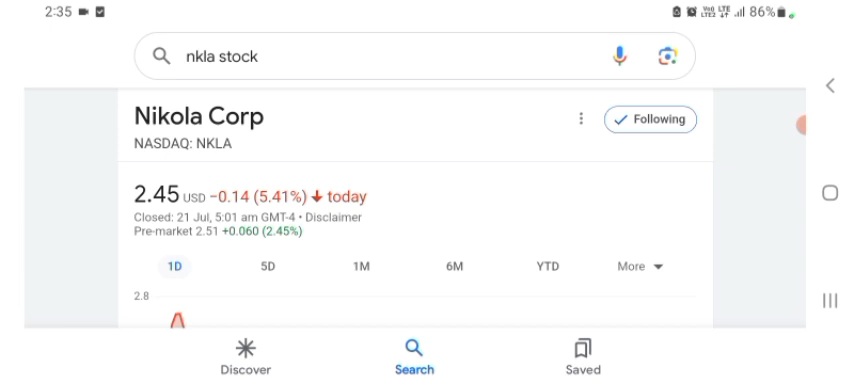 2:35
86%
nkla stock
Nikola Corp
Following
NASDAQ: NKLA
2.45 USD −0.14 (5.41%) ↓ today
Closed: 21 Jul, 5:01 am GMT-4 • Disclaimer
Pre-market 2.51 +0.060 (2.45%)
1D 5D 1M 6M YTD More
2.8
Discover Search Saved